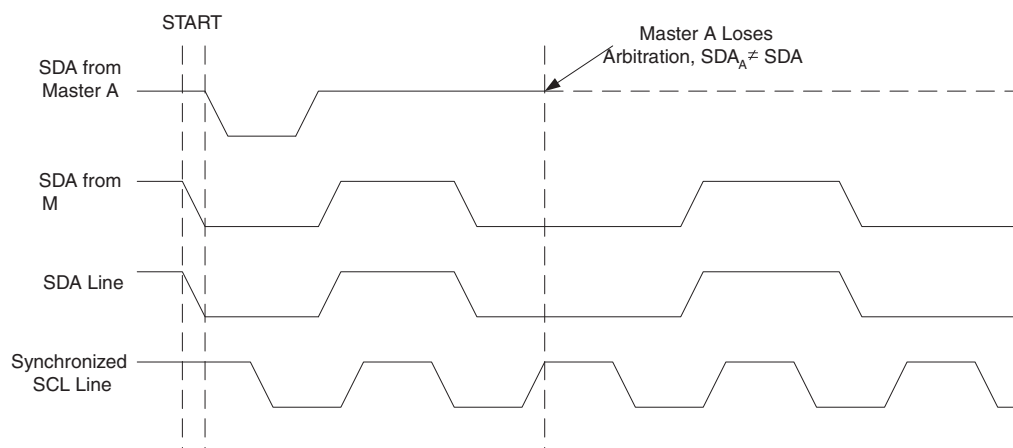 START
Master A Loses
Arbitration, SDA_A ≠ SDA
SDA from
Master A
SDA from
M
SDA Line
Synchronized
SCL Line